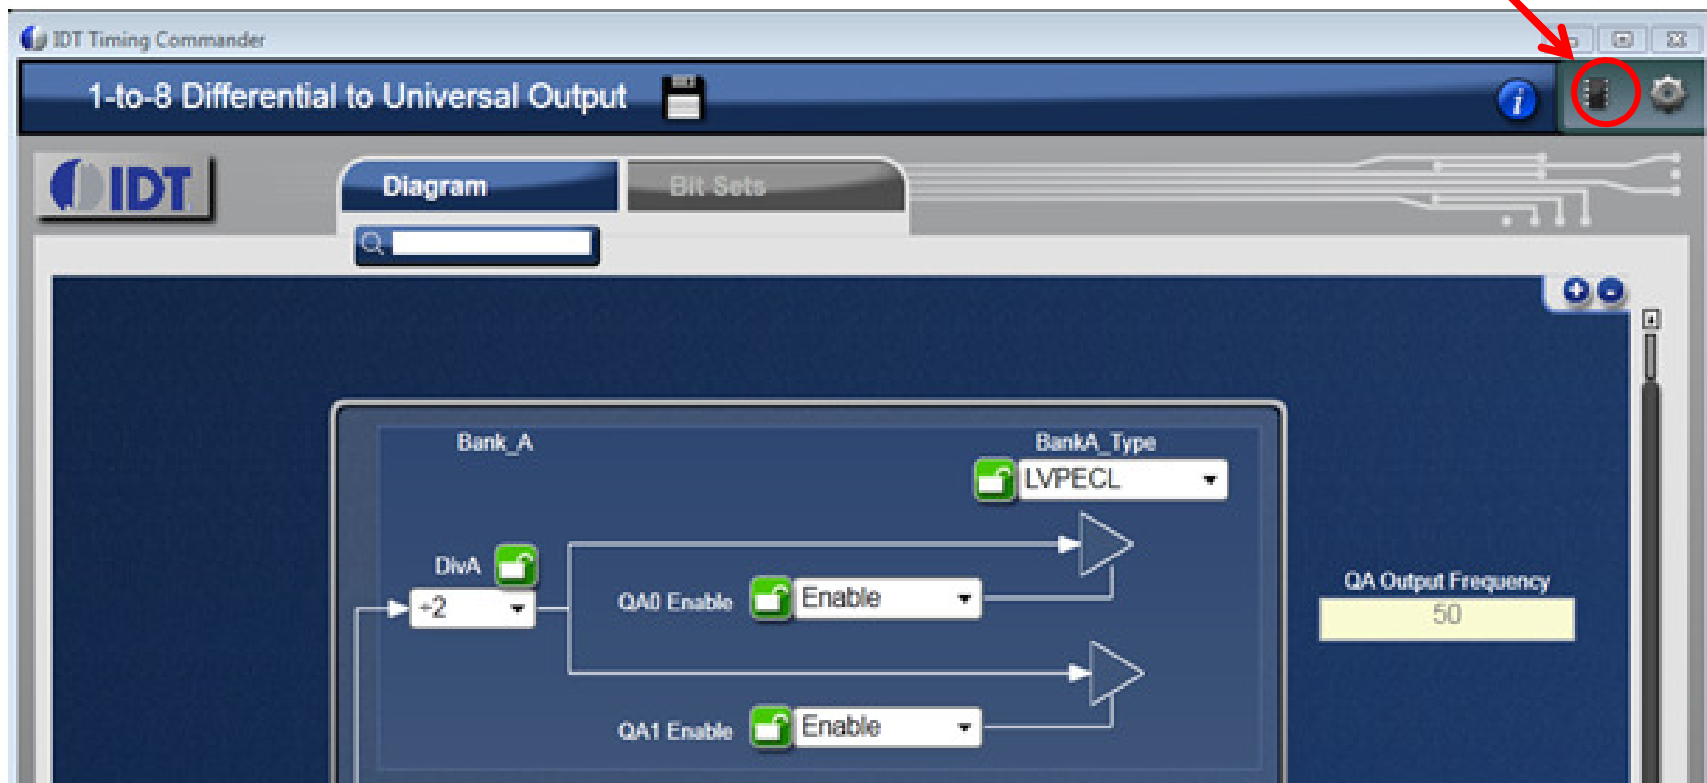 IDT Timing Commander
1-to-8 Differential to Universal Output
i
IDT
Diagram
Bit Sets
Bank_A
BankA_Type
LVPECL
DivA
÷2
QA0 Enable
Enable
QA Output Frequency
50
QA1 Enable
Enable